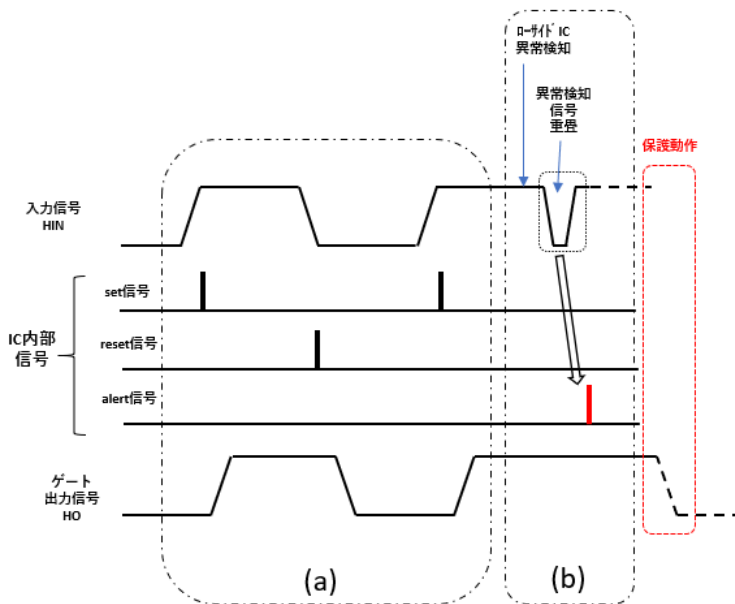 ﾛｰｻｲﾄﾞIC
異常検知
異常検知
信号
重畳
保護動作
入力信号
HIN
set信号
IC内部
信号
reset信号
alert信号
ゲート
出力信号
HO
(a)
(b)